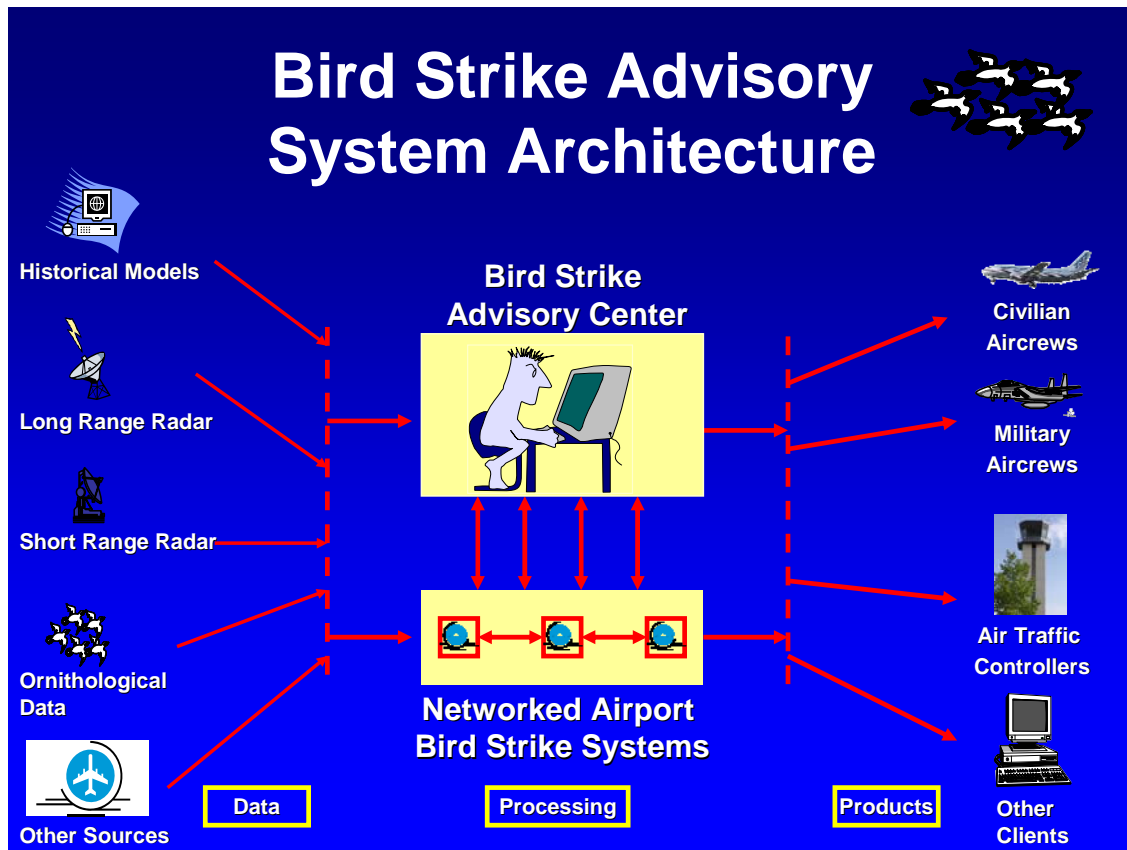 Bird Strike Advisory
System Architecture
Historical Models
Long Range Radar
Short Range Radar
Ornithological
Data
Other Sources
Bird Strike
Advisory Center
Networked Airport
Bird Strike Systems
Civilian
Aircrews
Military
Aircrews
Air Traffic
Controllers
Other
Clients
Data
Processing
Products